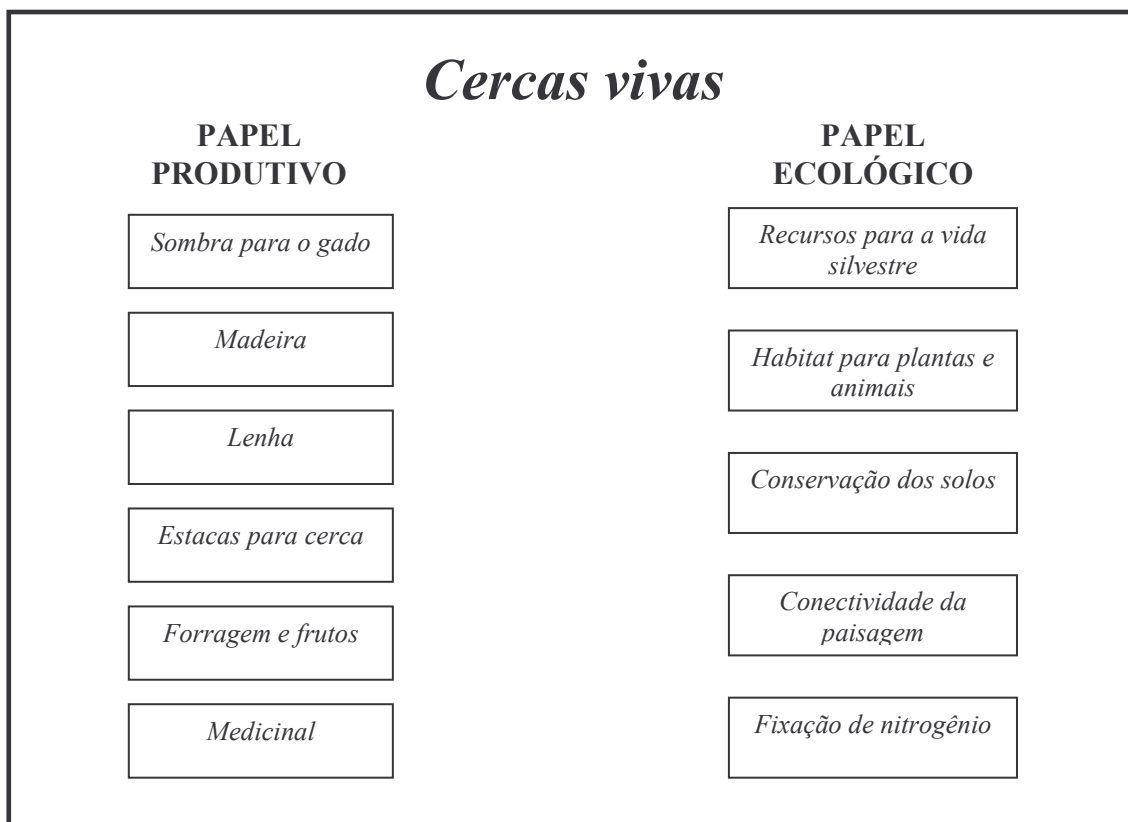 Cercas vivas
PAPEL
PRODUTIVO
Sombra para o gado
Madeira
Lenha
Estacas para cerca
Forragem e frutos
Medicinal
PAPEL
ECOLÓGICO
Recursos para a vida
silvestre
Habitat para plantas e
animais
Conservação dos solos
Conectividade da
paisagem
Fixação de nitrogênio